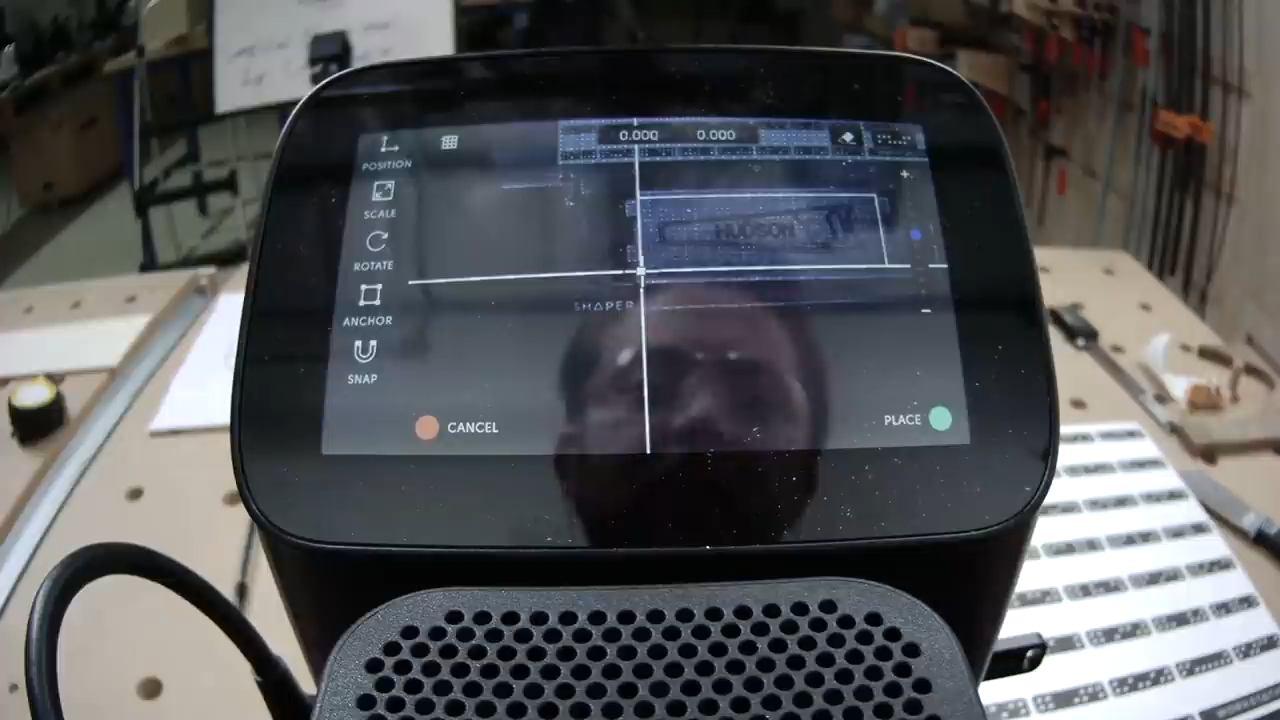 0.000 0.000
POSITION
SCALE
HUDSON
ROTATE
SHAPER
ANCHOR
SNAP
CANCEL
PLACE